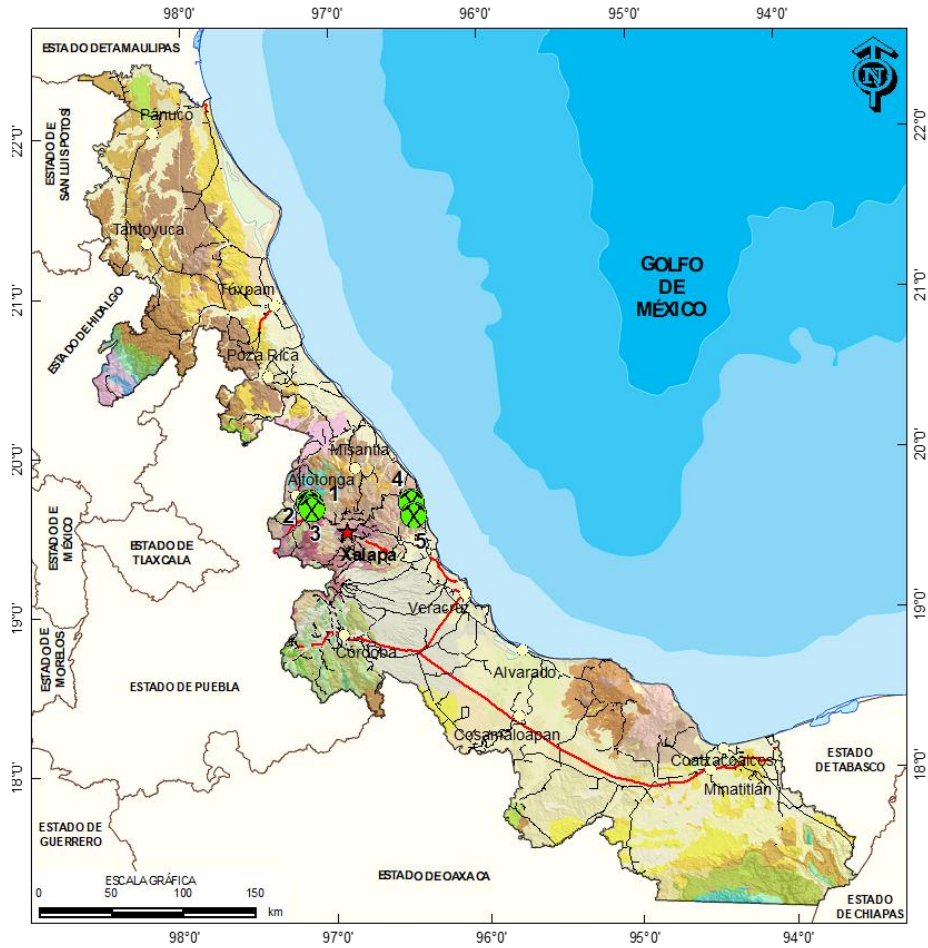 98°0'
97°0'
96°0'
95°0'
94°0'
ESTADO DETAMAULIPAS
N
22°0'
22°0'
Pánuco
ESTADO DE
SAN LUIS POTOSÍ
Tantoyuca
21°0'
21°0'
GOLFO
DE
MÉXICO
Túxpam
ESTADO DE HIDALGO
Poza Rica
20°0'
20°0'
Misantla
Altotonga
1
4
2
3
5
Xalapa
ESTADO DE
MÉXICO
ESTADO DE
TLAXCALA
19°0'
19°0'
Veracruz
ESTADO DE
MORELOS
Córdoba
ESTADO DE PUEBLA
Alvarado
Cosamaloapan
18°0'
18°0'
Coatzacoalcos
Minatitlán
ESTADO
DE TABASCO
ESTADO DE
GUERRERO
ESTADO DE OAXACA
ESTADO
DE CHIAPAS
ESCALA GRÁFICA
0
50
100
150
km
98°0'
97°0'
96°0'
95°0'
94°0'